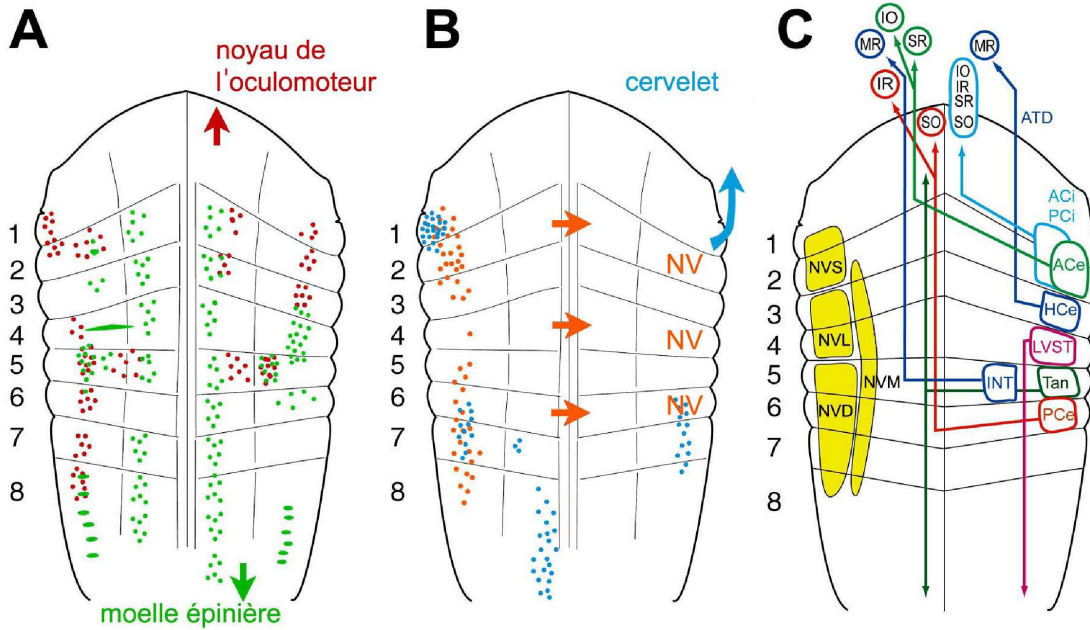 A
noyau de
l'oculomoteur
1
2
3
4
5
6
7
8
moelle épinière
B
cervelet
1
2
3
4
5
6
7
8
NV
NV
NV
C
IO
MR
SR
IR
SO
IO
IR
SR
SO
MR
ATD
ACi
PCi
ACe
HCe
LVST
INT
Tan
PCe
1
2
3
4
5
6
7
8
NVS
NVL
NVD
NVM